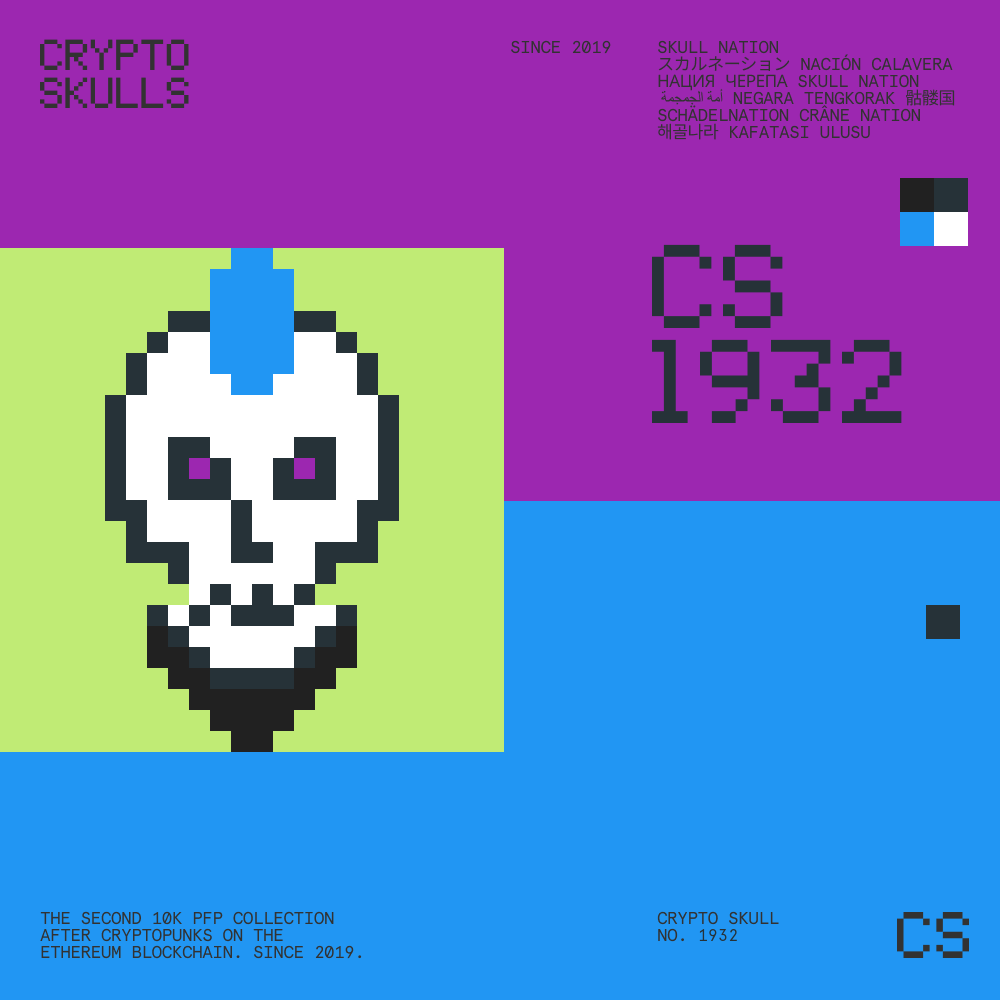 CRYPTO
SKULLS
SINCE 2019
SKULL NATION
スカルネーション NACIÓN CALAVERA
НАЦИЯ ЧЕРЕПА SKULL NATION
أمة الجمجمة NEGARA TENGKORAK 骷髅国
SCHÄDELNATION CRÂNE NATION
해골나라 KAFATASI ULUSU
CS
1932
THE SECOND 10K PFP COLLECTION
AFTER CRYPTOPUNKS ON THE
ETHEREUM BLOCKCHAIN. SINCE 2019.
CRYPTO SKULL
NO. 1932
CS